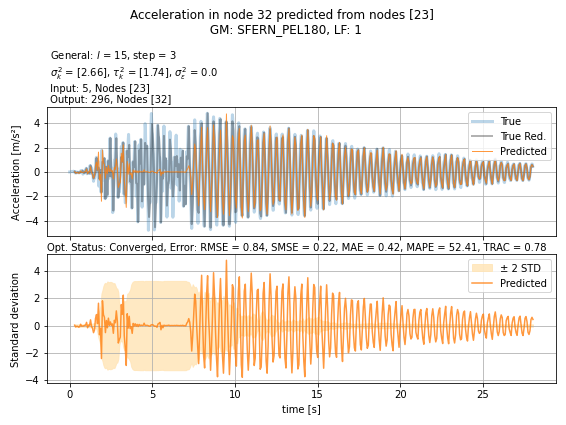 Acceleration in node 32 predicted from nodes [23]
GM: SFERN_PEL180, LF: 1
General: l = 15, step = 3
σ²ₖ = [2.66], τ²ₖ = [1.74], σ²ε = 0.0
Input: 5, Nodes [23]
Output: 296, Nodes [32]
Acceleration [m/s²]
4
2
0
−2
−4
True
True Red.
Predicted
Opt. Status: Converged, Error: RMSE = 0.84, SMSE = 0.22, MAE = 0.42, MAPE = 52.41, TRAC = 0.78
Standard deviation
4
2
0
−2
−4
± 2 STD
Predicted
0 5 10 15 20 25
time [s]